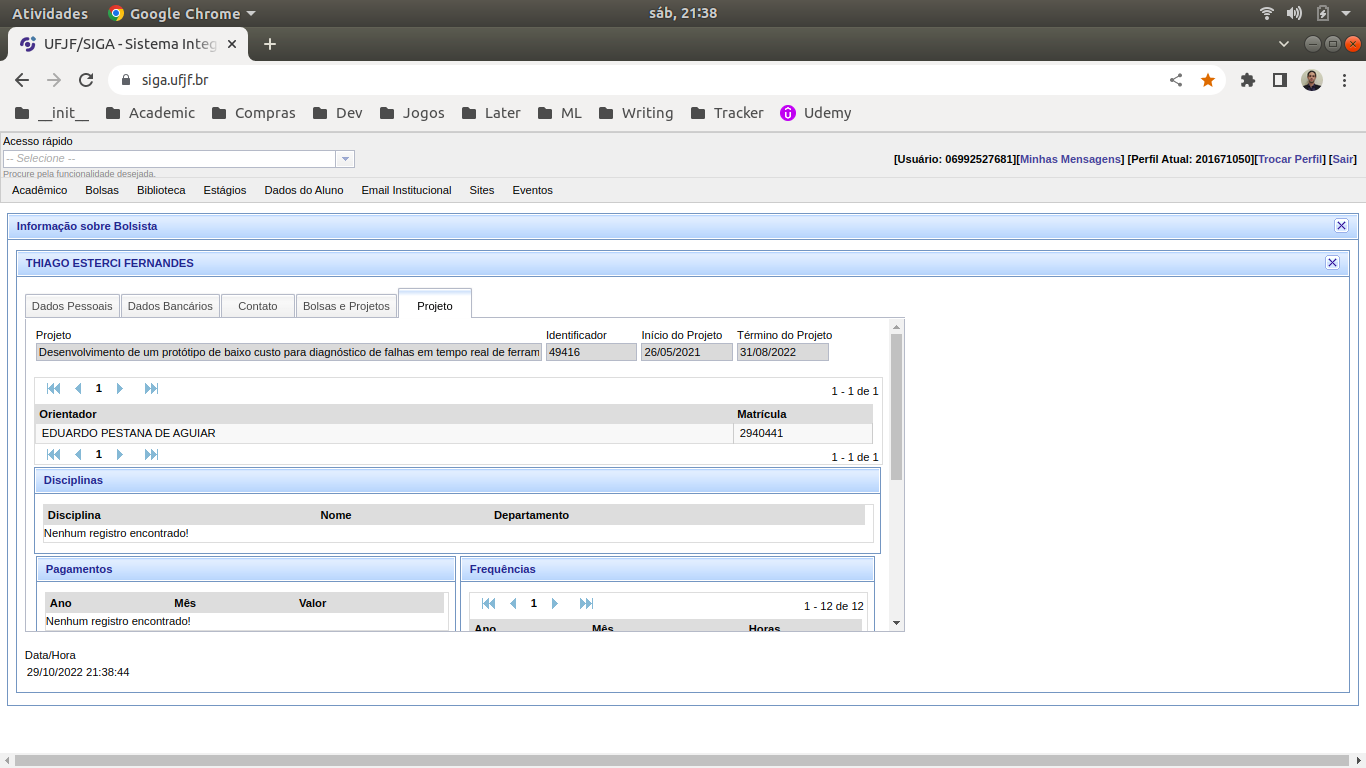 Atividades Google Chrome sáb, 21:38
UFJF/SIGA - Sistema Integ
siga.ufjf.br
__init__ Academic Compras Dev Jogos Later ML Writing Tracker Udemy
Acesso rápido
-- Selecione --
[Usuário: 06992527681][Minhas Mensagens] [Perfil Atual: 201671050][Trocar Perfil] [Sair]
Procure pela funcionalidade desejada.
Acadêmico Bolsas Biblioteca Estágios Dados do Aluno Email Institucional Sites Eventos
Informação sobre Bolsista
THIAGO ESTERCI FERNANDES
Dados Pessoais Dados Bancários Contato Bolsas e Projetos Projeto
Projeto Identificador Início do Projeto Término do Projeto
Desenvolvimento de um protótipo de baixo custo para diagnóstico de falhas em tempo real de ferram 49416 26/05/2021 31/08/2022
1 1 - 1 de 1
Orientador Matrícula
EDUARDO PESTANA DE AGUIAR 2940441
1 1 - 1 de 1
Disciplinas
Disciplina Nome Departamento
Nenhum registro encontrado!
Pagamentos Frequências
1 1 - 12 de 12
Ano Mês Valor
Nenhum registro encontrado!
Ano Mês Horas
Data/Hora
29/10/2022 21:38:44